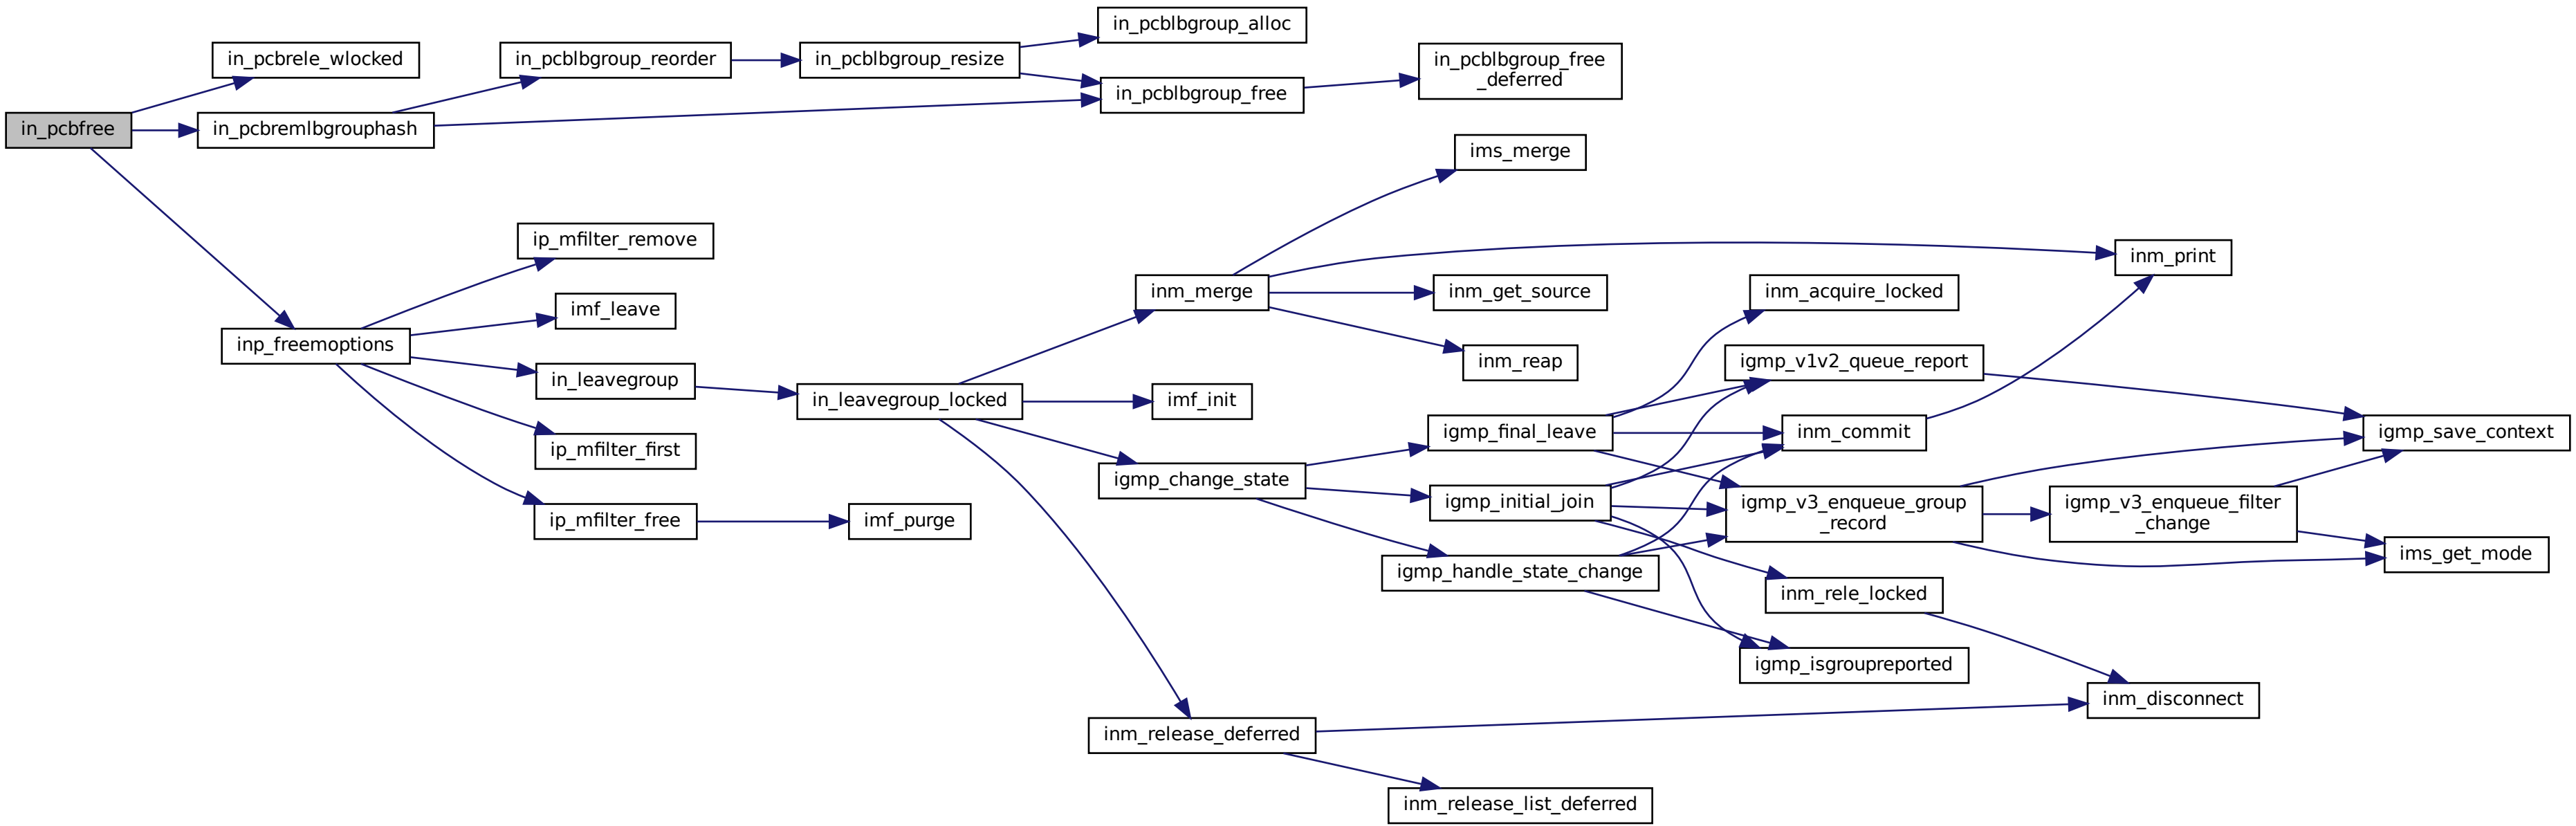 in_pcbfree
in_pcbrele_wlocked
in_pcbremlbgrouphash
in_pcblbgroup_reorder
in_pcblbgroup_resize
in_pcblbgroup_alloc
in_pcblbgroup_free
in_pcblbgroup_free
_deferred
inp_freemoptions
ip_mfilter_remove
imf_leave
in_leavegroup
ip_mfilter_first
ip_mfilter_free
imf_purge
in_leavegroup_locked
inm_merge
imf_init
igmp_change_state
inm_release_deferred
ims_merge
inm_get_source
inm_reap
igmp_final_leave
igmp_initial_join
igmp_handle_state_change
inm_release_list_deferred
inm_acquire_locked
igmp_v1v2_queue_report
inm_commit
igmp_v3_enqueue_group
_record
inm_rele_locked
igmp_isgroupreported
inm_print
igmp_v3_enqueue_filter
_change
inm_disconnect
igmp_save_context
ims_get_mode